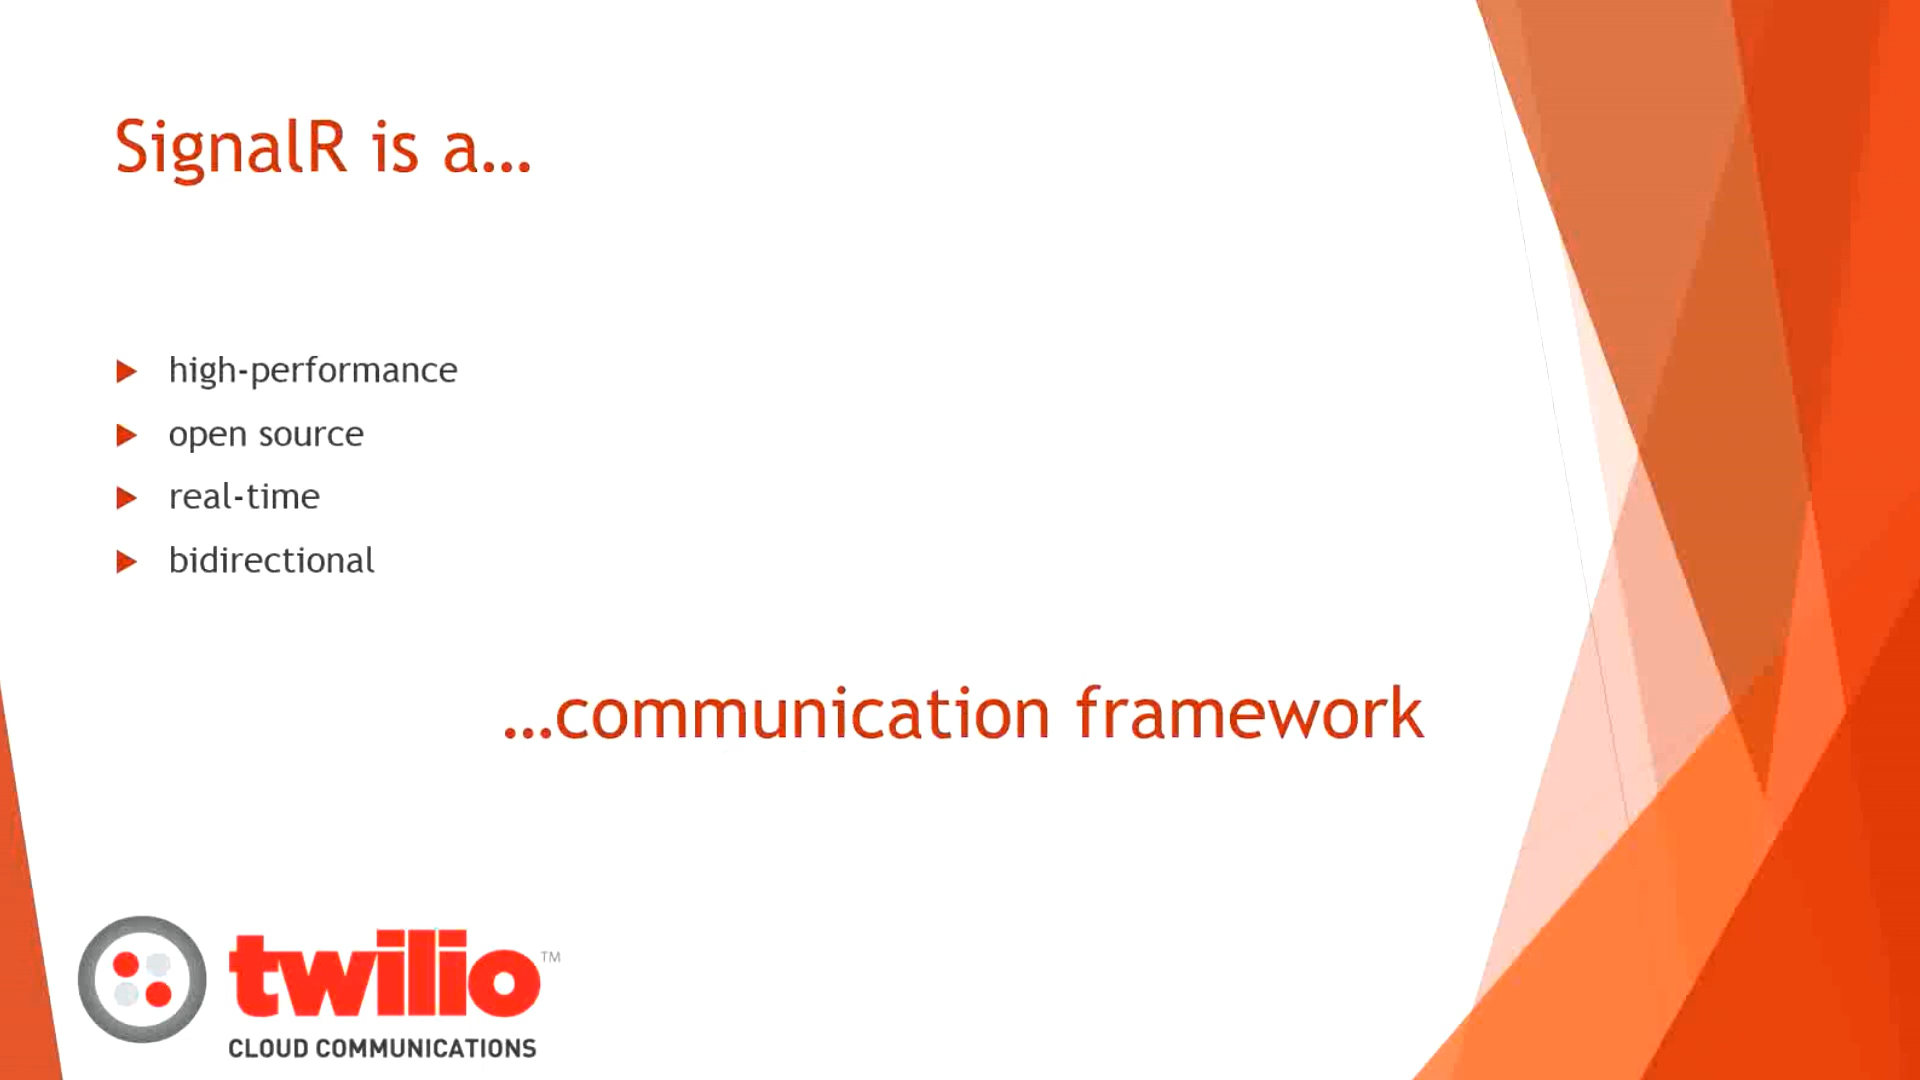 SignalR is a...
high-performance
open source
real-time
bidirectional
...communication framework
twilio™
CLOUD COMMUNICATIONS